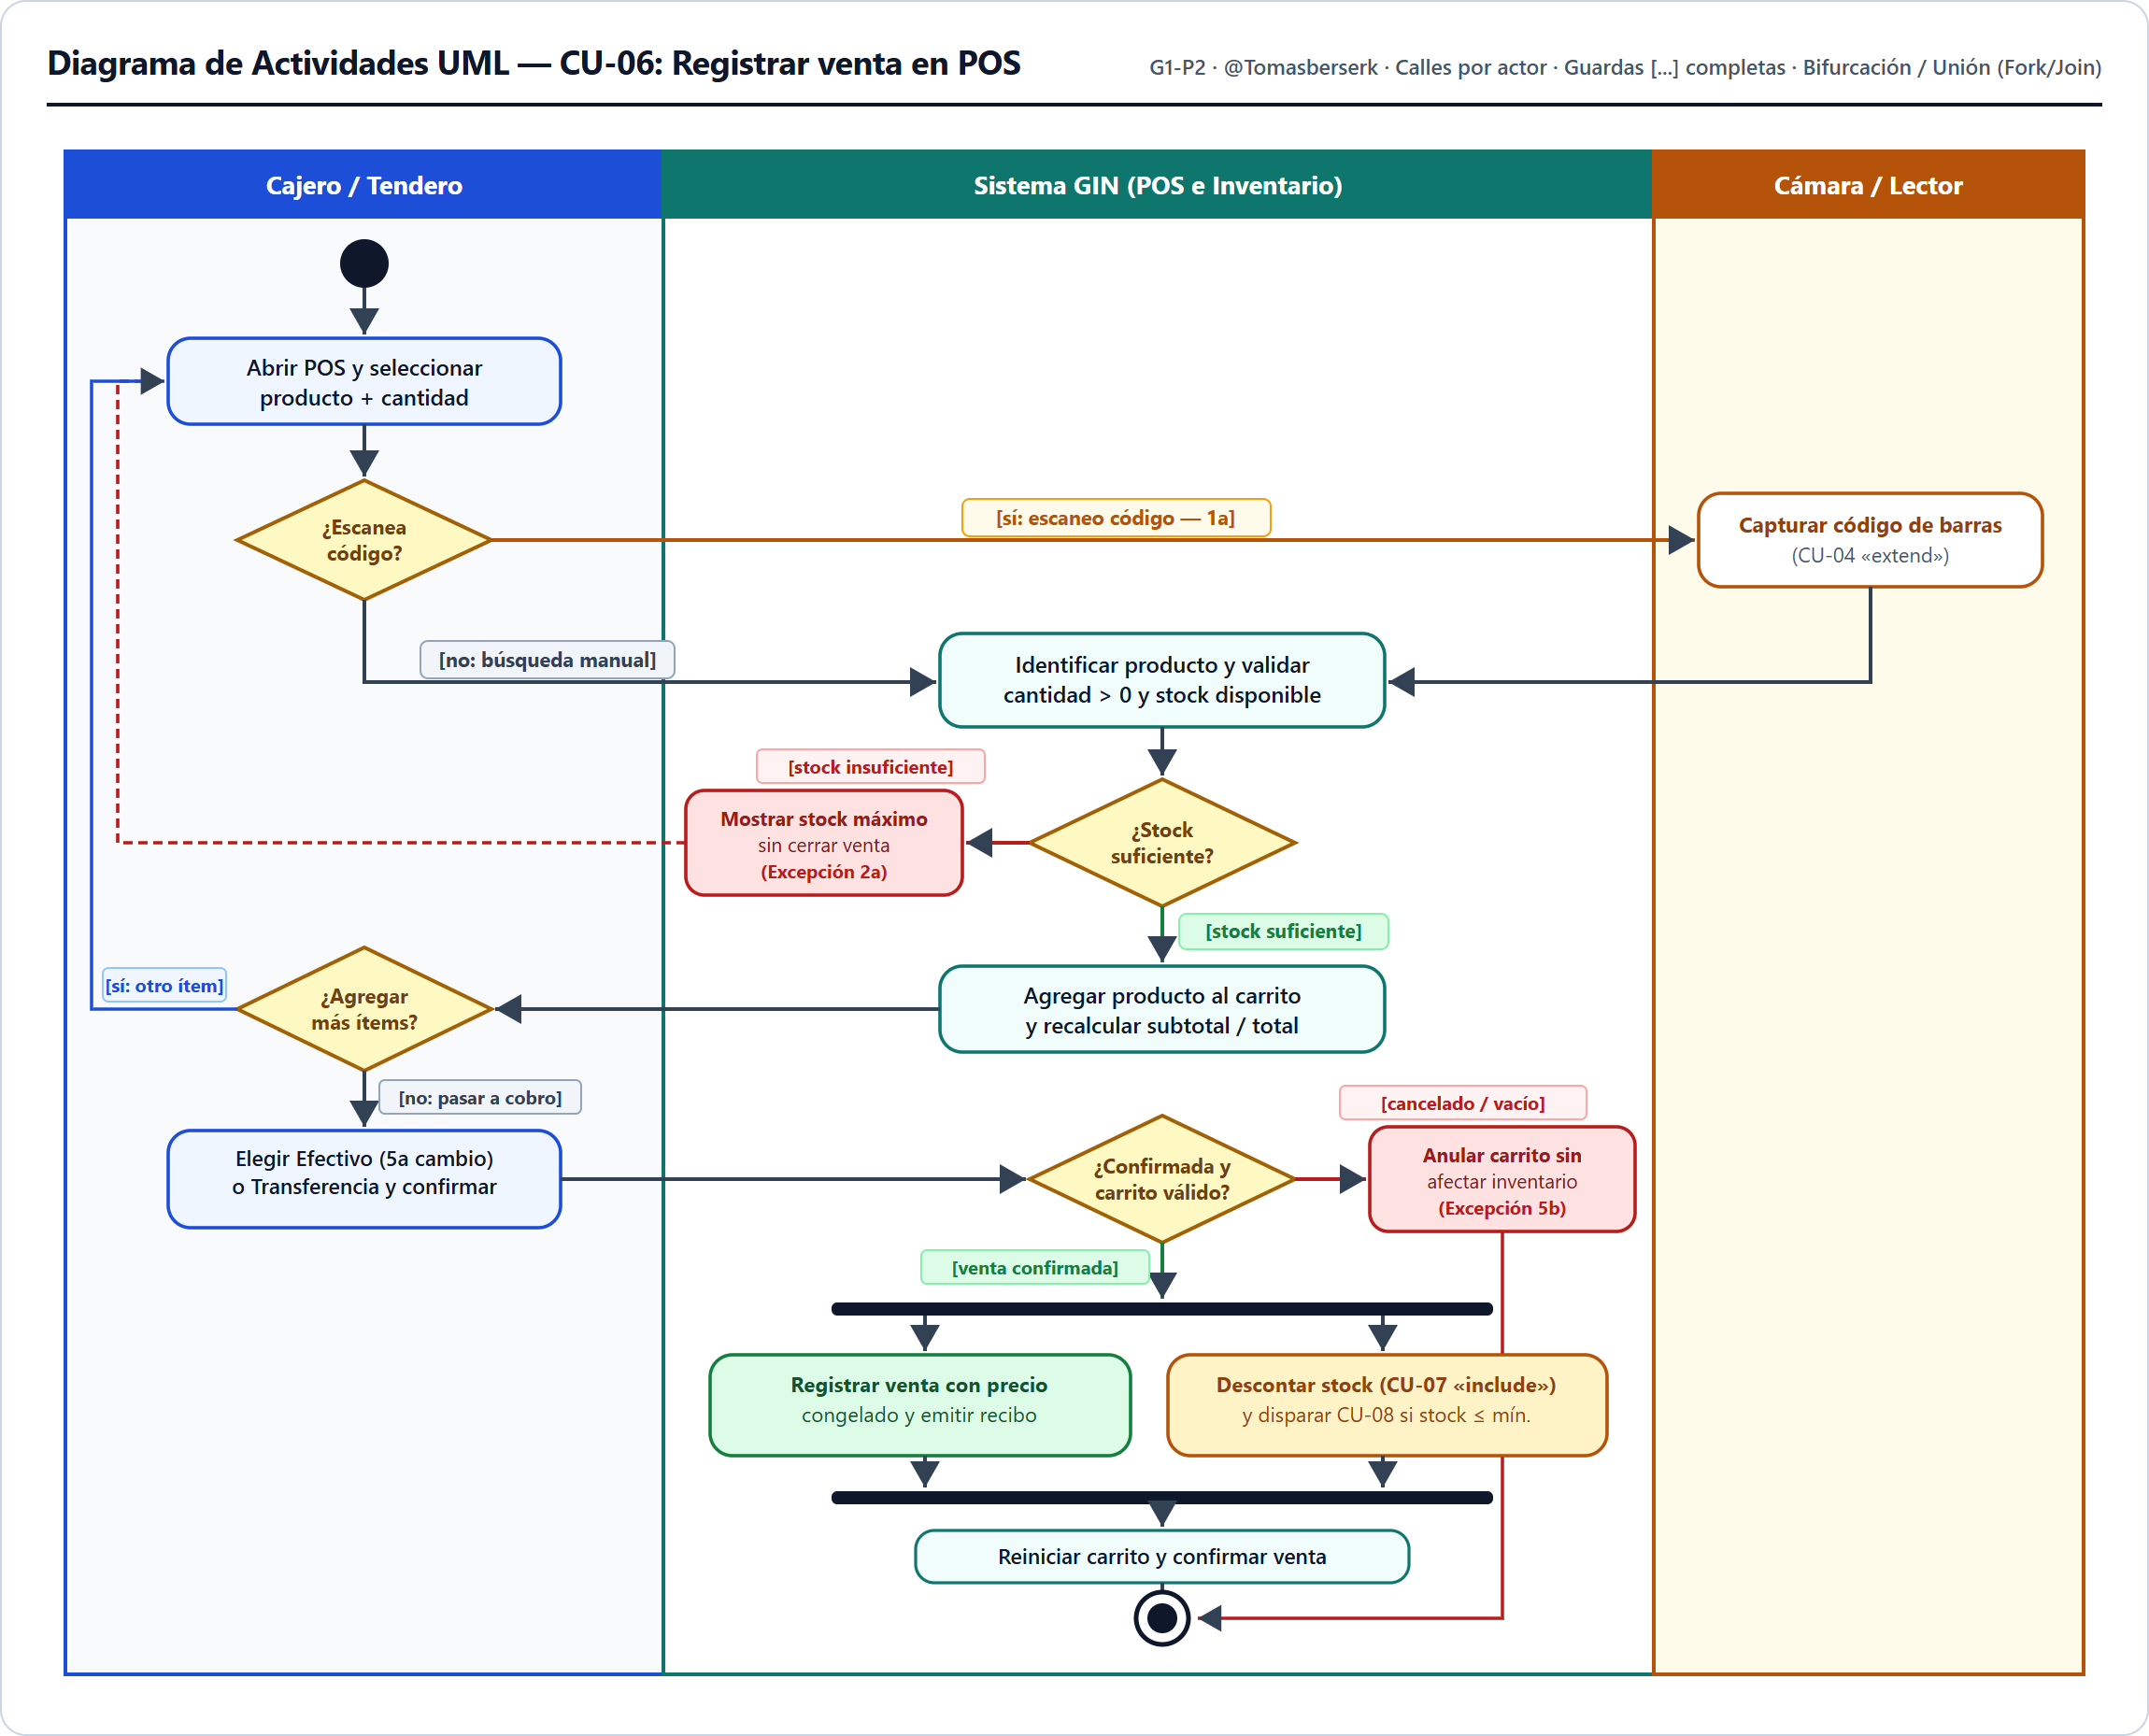 Diagrama de Actividades UML — CU-06: Registrar venta en POS
G1-P2 · @Tomasberserk · Calles por actor · Guardas [...] completas · Bifurcación / Unión (Fork/Join)
Cajero / Tendero
Sistema GIN (POS e Inventario)
Cámara / Lector
Abrir POS y seleccionar
producto + cantidad
¿Escanea
código?
[sí: escaneo código — 1a]
Capturar código de barras
(CU-04 «extend»)
[no: búsqueda manual]
Identificar producto y validar
cantidad > 0 y stock disponible
[stock insuficiente]
Mostrar stock máximo
sin cerrar venta
(Excepción 2a)
¿Stock
suficiente?
[stock suficiente]
[sí: otro ítem]
¿Agregar
más ítems?
Agregar producto al carrito
y recalcular subtotal / total
[no: pasar a cobro]
Elegir Efectivo (5a cambio)
o Transferencia y confirmar
¿Confirmada y
carrito válido?
[cancelado / vacío]
Anular carrito sin
afectar inventario
(Excepción 5b)
[venta confirmada]
Registrar venta con precio
congelado y emitir recibo
Descontar stock (CU-07 «include»)
y disparar CU-08 si stock ≤ mín.
Reiniciar carrito y confirmar venta